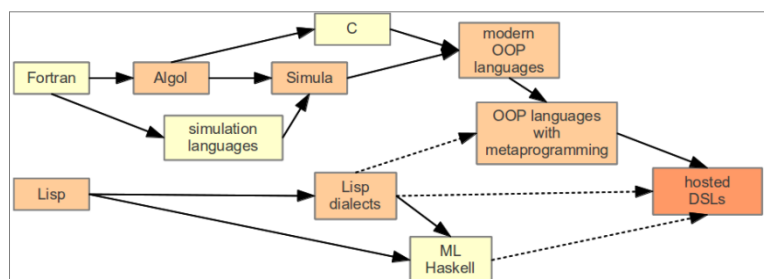 C
modern
OOP
languages
Fortran
Algol
Simula
simulation
languages
OOP languages
with
metaprogramming
Lisp
Lisp
dialects
hosted
DSLs
ML
Haskell